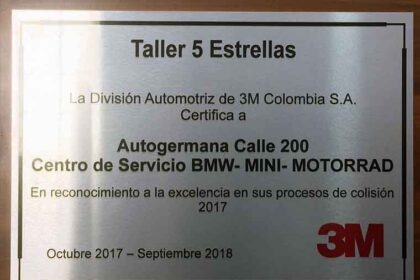 Taller 5 Estrellas
La División Automotriz de 3M Colombia S.A.
Certifica a
Autogermana Calle 200
Centro de Servicio BMW- MINI- MOTORRAD
En reconocimiento a la excelencia en sus procesos de colisión
2017
3M
Octubre 2017 – Septiembre 2018